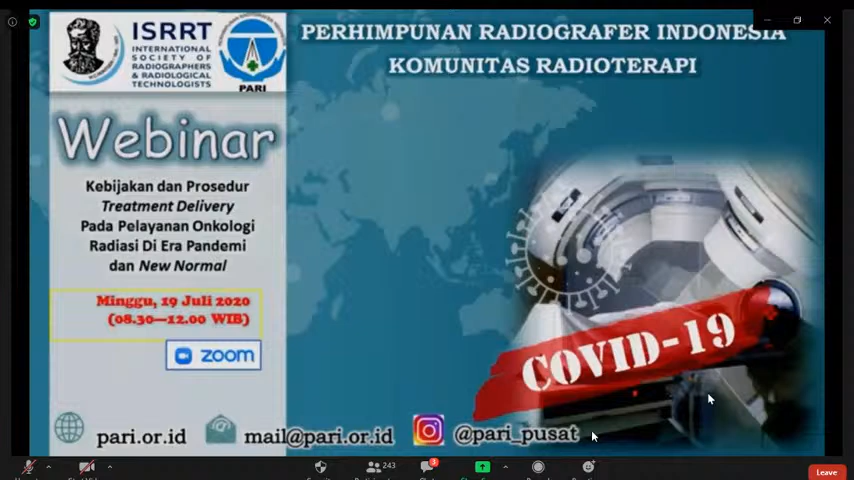 ISRRT
INTERNATIONAL
SOCIETY OF
RADIOGRAPHERS
& RADIOLOGICAL
TECHNOLOGISTS
PARI
PERHIMPUNAN RADIOGRAFER INDONESIA
KOMUNITAS RADIOTERAPI
Webinar
Kebijakan dan Prosedur
Treatment Delivery
Pada Pelayanan Onkologi
Radiasi Di Era Pandemi
dan New Normal
Minggu, 19 Juli 2020
(08.30—12.00 WIB)
zoom
COVID-19
pari.or.id
mail@pari.or.id
@pari_pusat
243
3
Leave